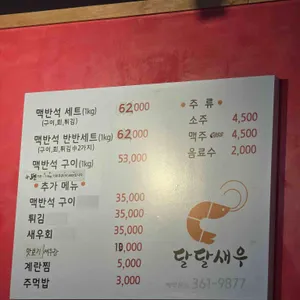 맥반석 세트(1kg) 62,000
(구이,회,튀김)
맥반석 반반세트(1kg) 62,000
(구이,회,튀김中2가지)
맥반석 구이(1kg) 53,000
• 추가 메뉴 •
맥반석 구이 35,000
튀김 35,000
새우회 35,000
10,000
계란찜 5,000
주먹밥 3,000
• 주 류 •
소주 4,500
맥주 4,500
음료수 2,000
달달새우
361-9877